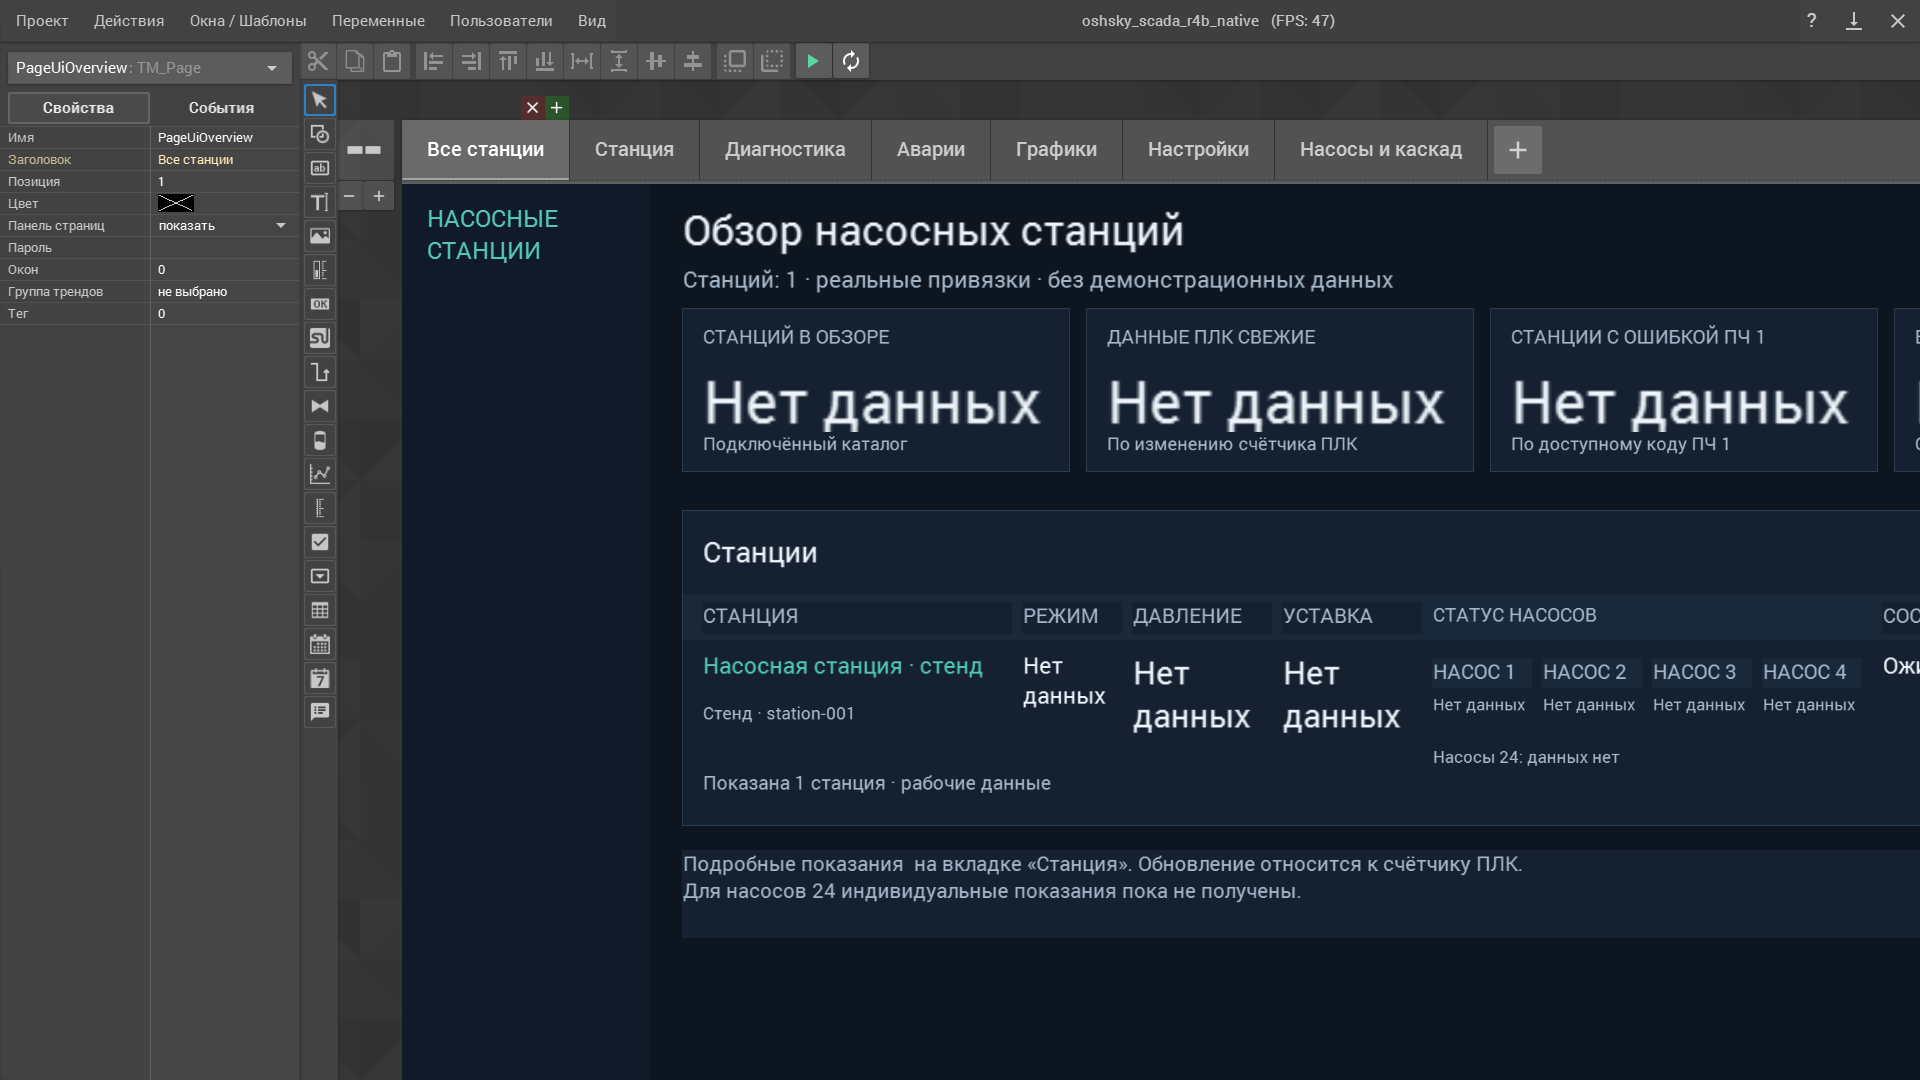 Проект Действия Окна / Шаблоны Переменные Пользователи Вид oshsky_scada_r4b_native (FPS: 47) ?
PageUiOverview : TM_Page
Свойства События
Имя PageUiOverview
Заголовок Все станции
Позиция 1
Цвет
Панель страниц показать
Пароль
Окон 0
Группа трендов не выбрано
Тег 0
Все станции Станция Диагностика Аварии Графики Настройки Насосы и каскад +
НАСОСНЫЕ
СТАНЦИИ
Обзор насосных станций
Станций: 1 · реальные привязки · без демонстрационных данных
СТАНЦИЙ В ОБЗОРЕ
Нет данных
Подключённый каталог
ДАННЫЕ ПЛК СВЕЖИЕ
Нет данных
По изменению счётчика ПЛК
СТАНЦИИ С ОШИБКОЙ ПЧ 1
Нет данных
По доступному коду ПЧ 1
Станции
СТАНЦИЯ РЕЖИМ ДАВЛЕНИЕ УСТАВКА СТАТУС НАСОСОВ СОС
Насосная станция · стенд
Стенд · station-001
Нет
данных
Нет
данных
Нет
данных
НАСОС 1 НАСОС 2 НАСОС 3 НАСОС 4
Нет данных Нет данных Нет данных Нет данных
Насосы 24: данных нет
Показана 1 станция · рабочие данные
Подробные показания  на вкладке «Станция». Обновление относится к счётчику ПЛК.
Для насосов 24 индивидуальные показания пока не получены.